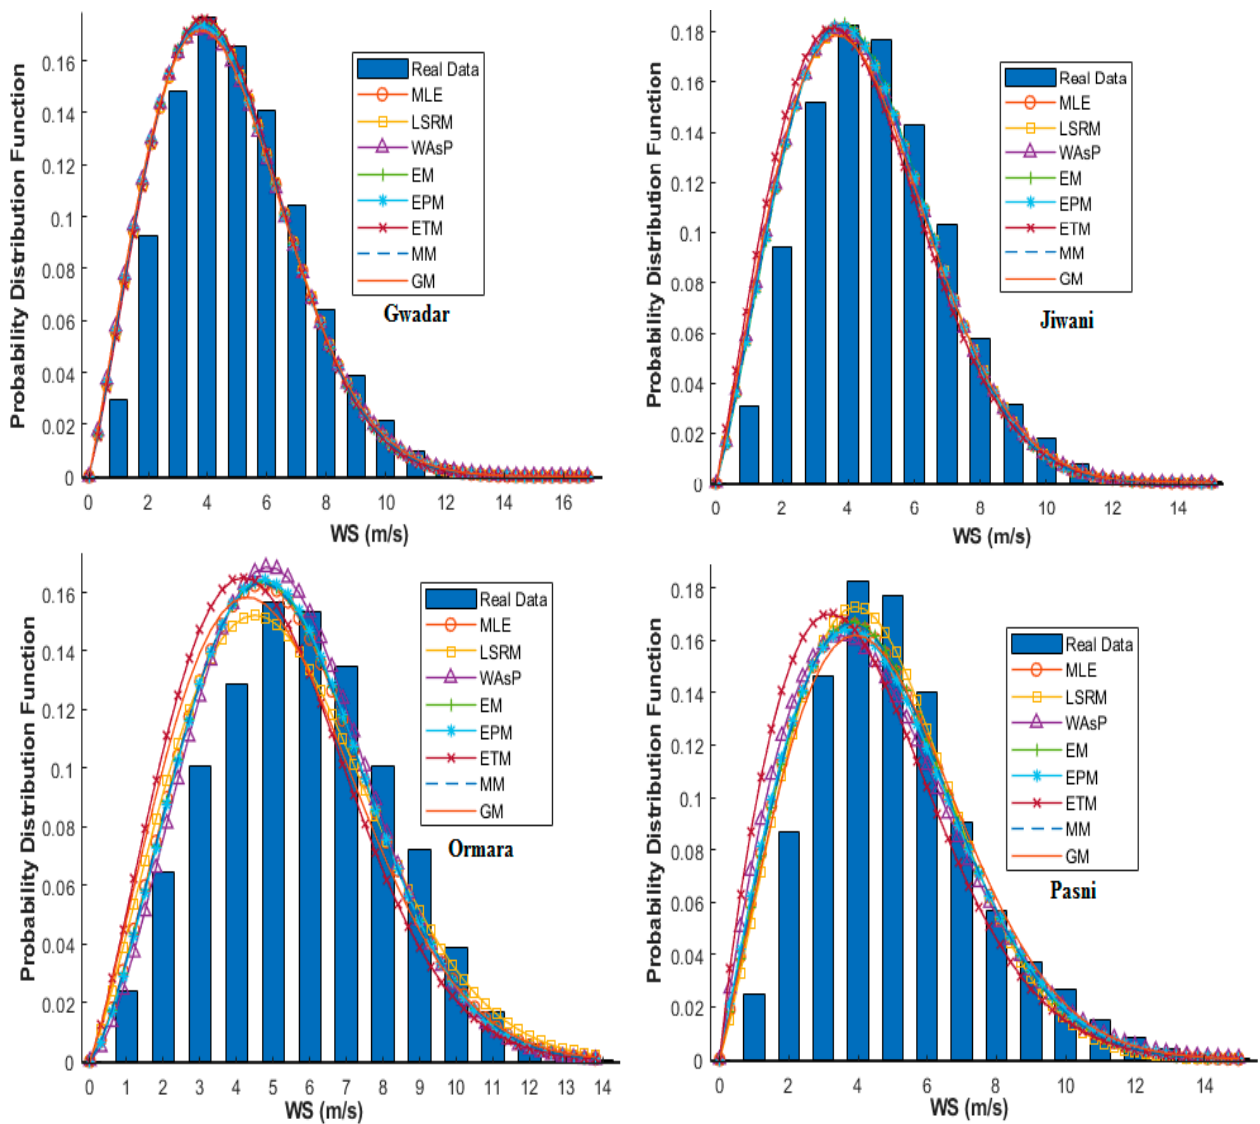 Probability Distribution Function
0.16
0.14
0.12
0.1
0.08
0.06
0.04
0.02
0
Real Data
MLE
LSRM
WAsP
EM
EPM
ETM
MM
GM
Gwadar
0 2 4 6 8 10 12 14 16
WS (m/s)
Probability Distribution Function
0.18
0.16
0.14
0.12
0.1
0.08
0.06
0.04
0.02
0
Real Data
MLE
LSRM
WAsP
EM
EPM
ETM
MM
GM
Jiwani
0 2 4 6 8 10 12 14
WS (m/s)
Probability Distribution Function
0.16
0.14
0.12
0.1
0.08
0.06
0.04
0.02
0
Real Data
MLE
LSRM
WAsP
EM
EPM
ETM
MM
GM
Ormara
0 1 2 3 4 5 6 7 8 9 10 11 12 13 14
WS (m/s)
Probability Distribution Function
0.18
0.16
0.14
0.12
0.1
0.08
0.06
0.04
0.02
0
Real Data
MLE
LSRM
WAsP
EM
EPM
ETM
MM
GM
Pasni
0 2 4 6 8 10 12 14
WS (m/s)